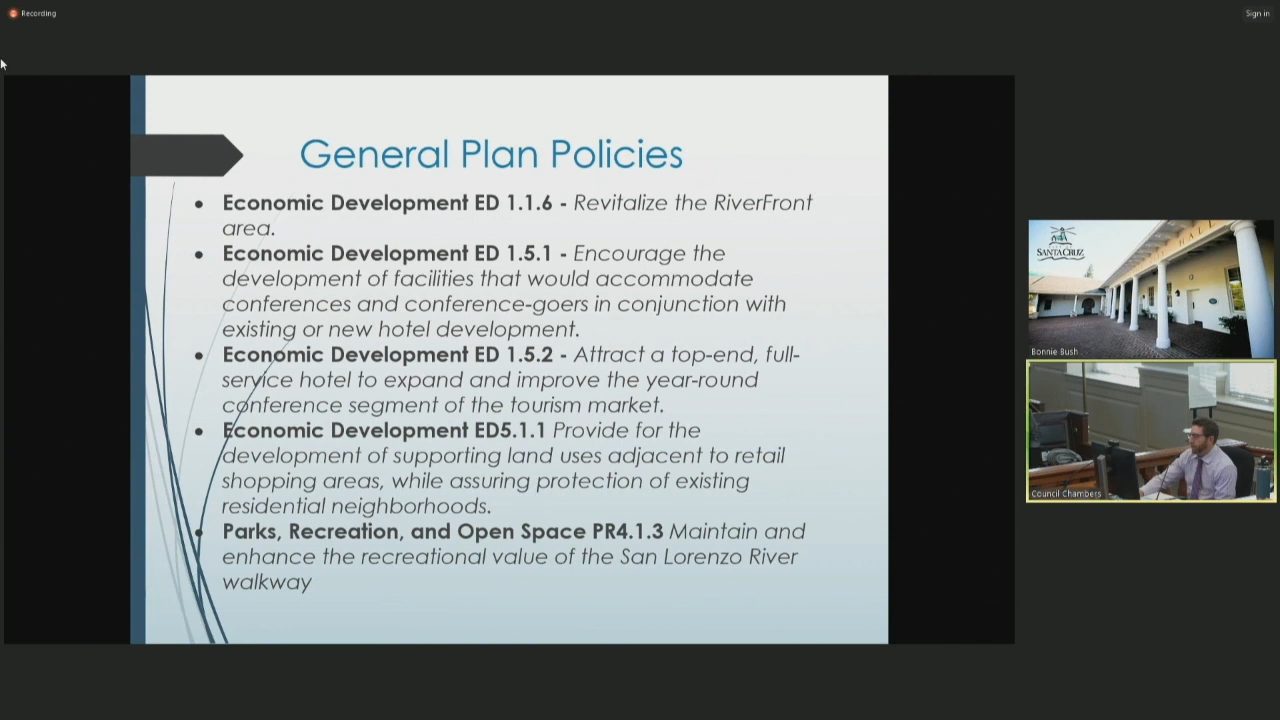 Recording
Sign in
General Plan Policies
• Economic Development ED 1.1.6 - Revitalize the RiverFront
area.
• Economic Development ED 1.5.1 - Encourage the
development of facilities that would accommodate
conferences and conference-goers in conjunction with
existing or new hotel development.
• Economic Development ED 1.5.2 - Attract a top-end, full-
service hotel to expand and improve the year-round
conference segment of the tourism market.
• Economic Development ED5.1.1 Provide for the
development of supporting land uses adjacent to retail
shopping areas, while assuring protection of existing
residential neighborhoods.
• Parks, Recreation, and Open Space PR4.1.3 Maintain and
enhance the recreational value of the San Lorenzo River
walkway
SANTA CRUZ
HALL
Bonnie Bush
Council Chambers